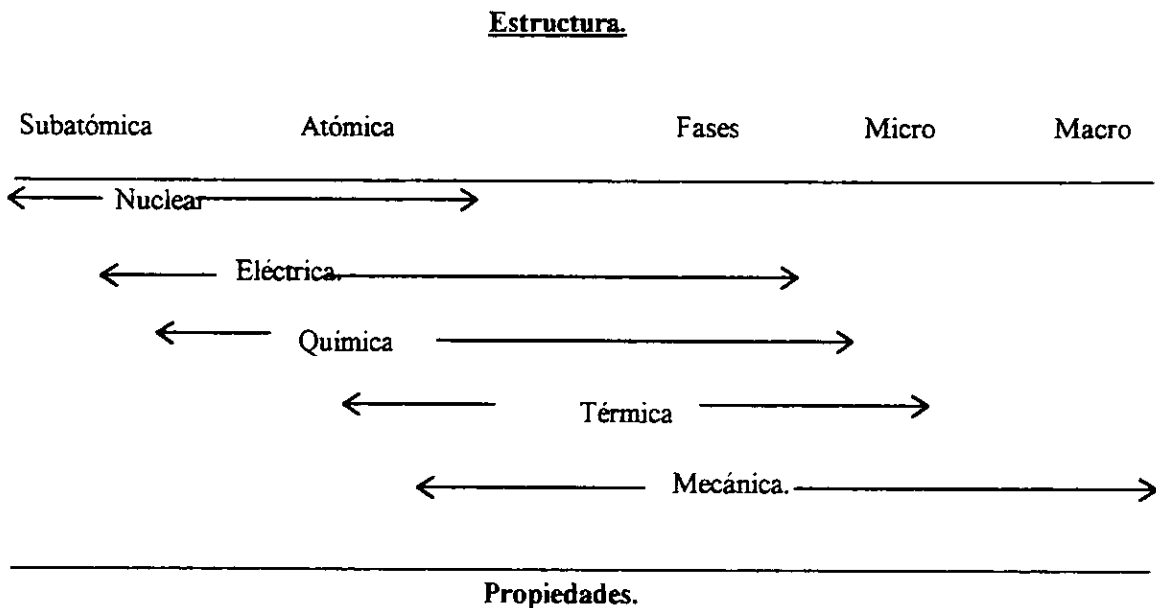 Estructura.
Subatómica Atómica Fases Micro Macro
Nuclear
Eléctrica.
Química
Térmica
Mecánica.
Propiedades.